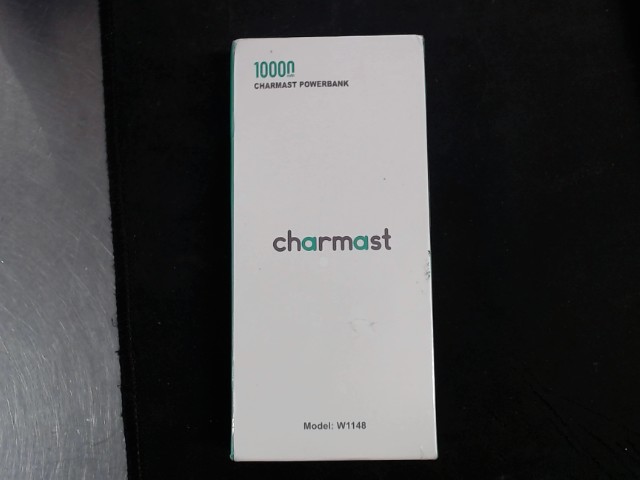 10000
CHARMAST POWERBANK
charmast
Model: W1148